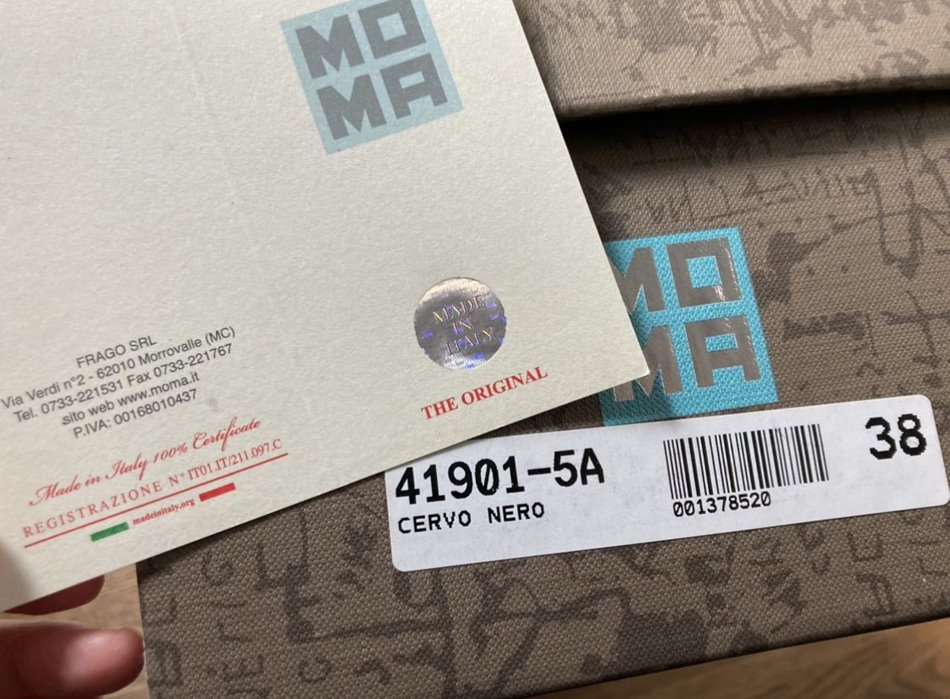 MO
MA
FRAGO SRL
Via Verdi n°2 - 62010 Morrovalle (MC)
Tel. 0733-221531 Fax 0733-221767
sito web www.moma.it
P.IVA: 00168010437
Made in Italy 100% Certificate
REGISTRAZIONE N° IT01.IT/211.097.C
madeinitaly.org
MADE
IN
ITALY
THE ORIGINAL
MO
MA
41901-5A
CERVO NERO
001378520
38